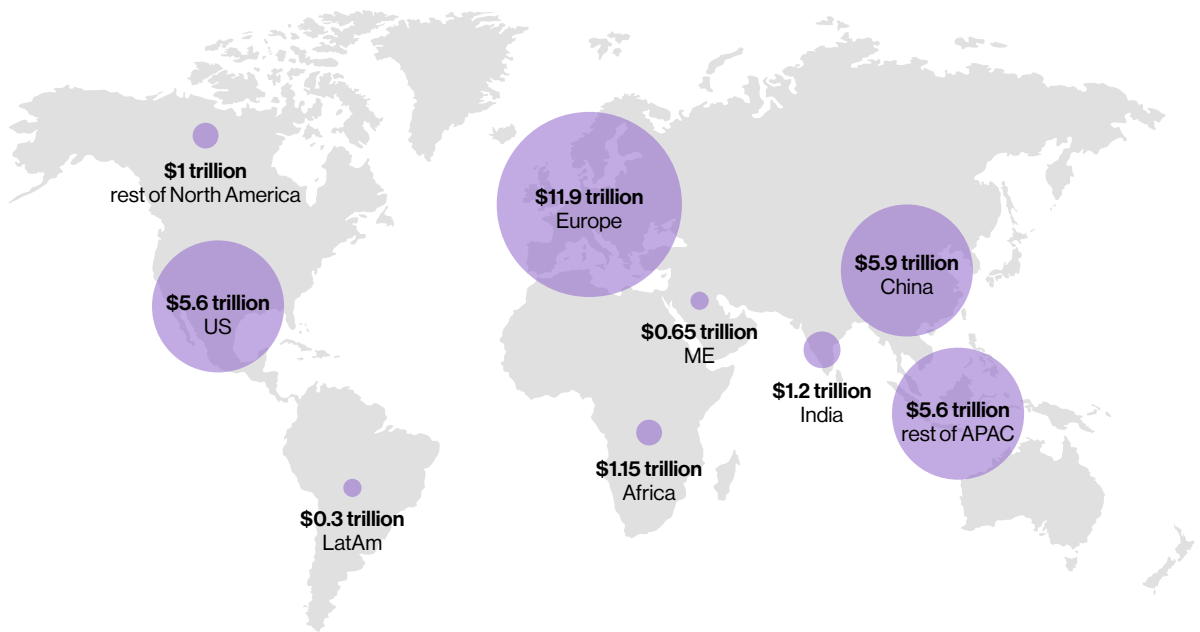 $1 trillion
rest of North America
$11.9 trillion
Europe
$5.9 trillion
China
$5.6 trillion
US
$0.65 trillion
ME
$1.2 trillion
India
$5.6 trillion
rest of APAC
$1.15 trillion
Africa
$0.3 trillion
LatAm